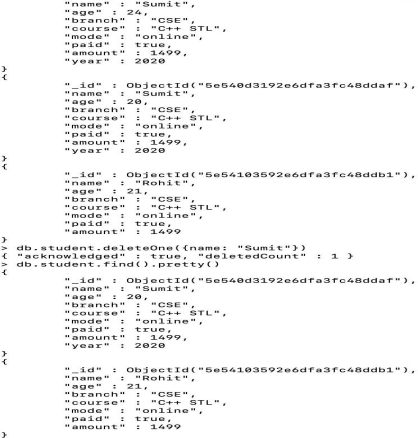 "name" : "Sumit",
"age" : 24,
"branch" : "CSE",
"course" : "C++ STL",
"mode" : "online",
"paid" : true,
"amount" : 1499,
"year" : 2020
}
{
"_id" : ObjectId("5e540d3192e6dfa3fc48ddaf"),
"name" : "Sumit",
"age" : 20,
"branch" : "CSE",
"course" : "C++ STL",
"mode" : "online",
"paid" : true,
"amount" : 1499,
"year" : 2020
}
{
"_id" : ObjectId("5e54103592e6dfa3fc48ddb1"),
"name" : "Rohit",
"age" : 21,
"branch" : "CSE",
"course" : "C++ STL",
"mode" : "online",
"paid" : true,
"amount" : 1499
}
> db.student.deleteOne({name: "Sumit"})
{ "acknowledged" : true, "deletedCount" : 1 }
> db.student.find().pretty()
{
"_id" : ObjectId("5e540d3192e6dfa3fc48ddaf"),
"name" : "Sumit",
"age" : 20,
"branch" : "CSE",
"course" : "C++ STL",
"mode" : "online",
"paid" : true,
"amount" : 1499,
"year" : 2020
}
{
"_id" : ObjectId("5e54103592e6dfa3fc48ddb1"),
"name" : "Rohit",
"age" : 21,
"branch" : "CSE",
"course" : "C++ STL",
"mode" : "online",
"paid" : true,
"amount" : 1499
}